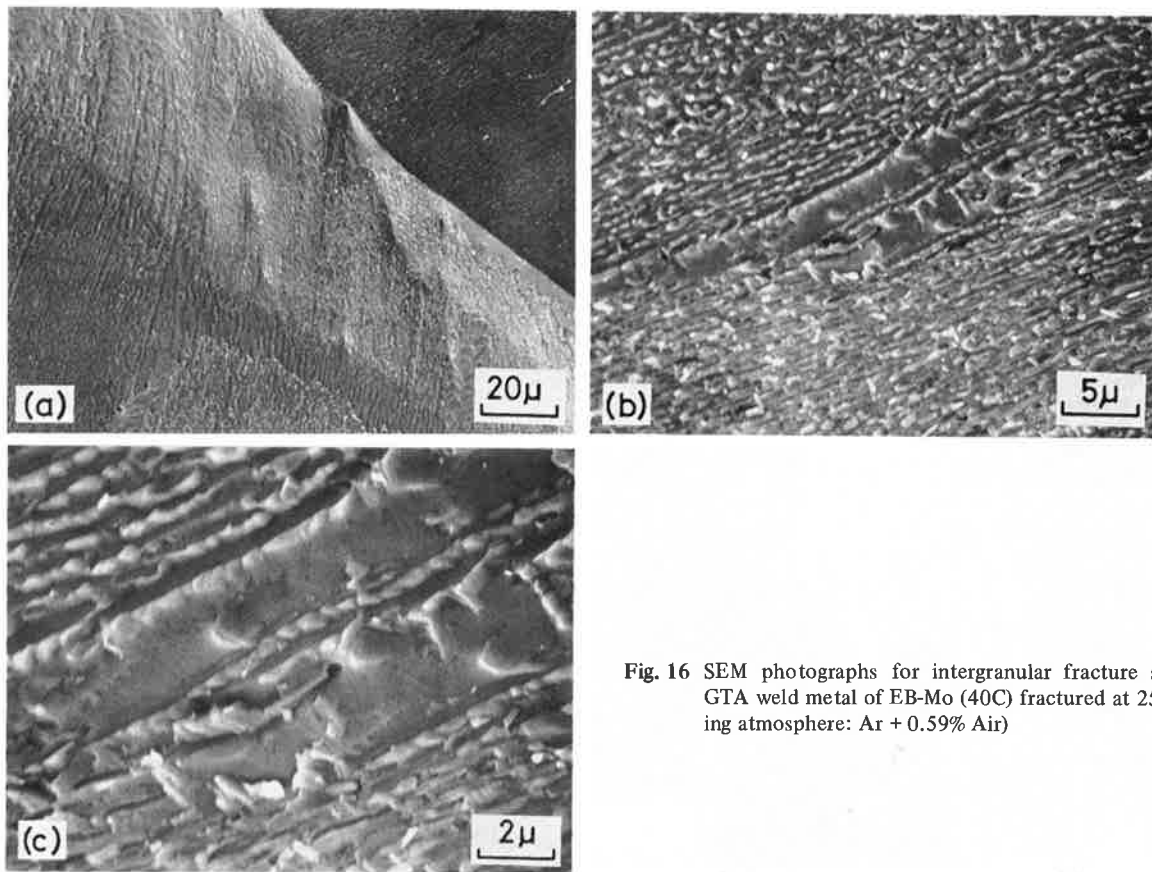 (a)
20μ
(b)
5μ
(c)
2μ
Fig. 16 SEM photographs for intergranular fracture
GTA weld metal of EB-Mo (40C) fractured at
ing atmosphere: Ar + 0.59% Air)